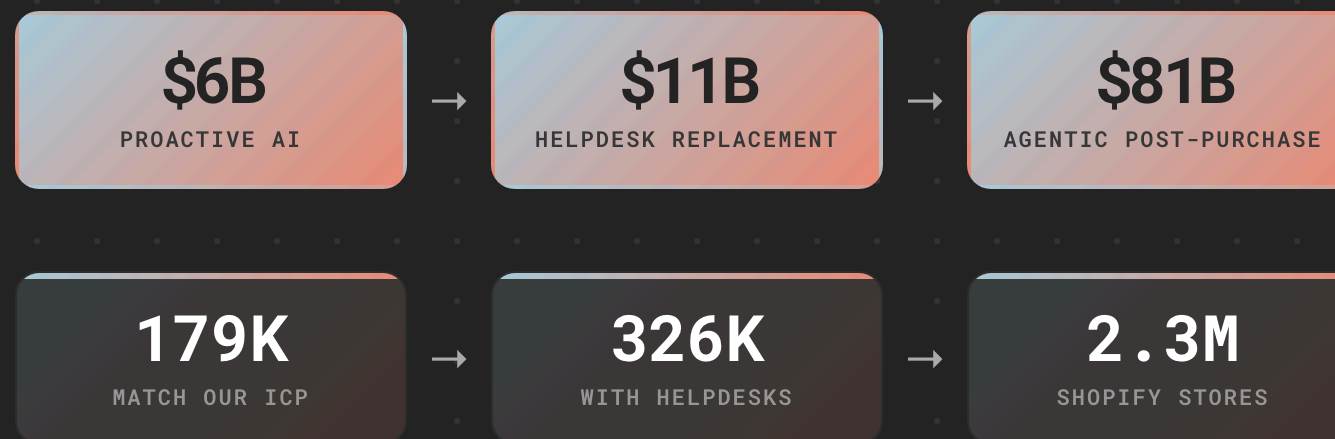 $6B
PROACTIVE AI
$11B
HELPDESK REPLACEMENT
$81B
AGENTIC POST-PURCHASE
179K
MATCH OUR ICP
326K
WITH HELPDESKS
2.3M
SHOPIFY STORES